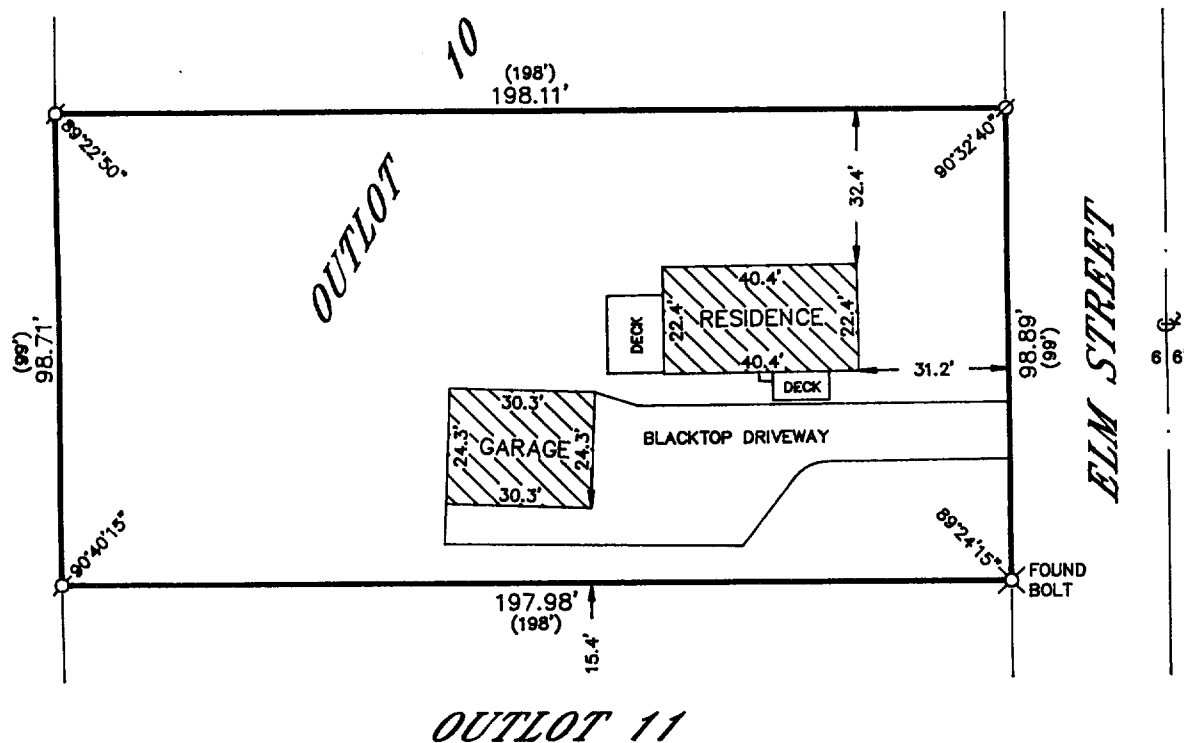 10
(198')
198.11'
89°22'50"
90°32'40"
OUTLOT
32.4'
40.4'
22.4'
RESIDENCE
22.4'
DECK
40.4'
DECK
31.2'
(99')
98.71'
98.89'
(99')
ELM STREET
℄
6 6
30.3'
24.3'
GARAGE
24.3'
30.3'
BLACKTOP DRIVEWAY
90°40'15"
89°24'15"
FOUND
BOLT
197.98'
(198')
15.4'
OUTLOT 11